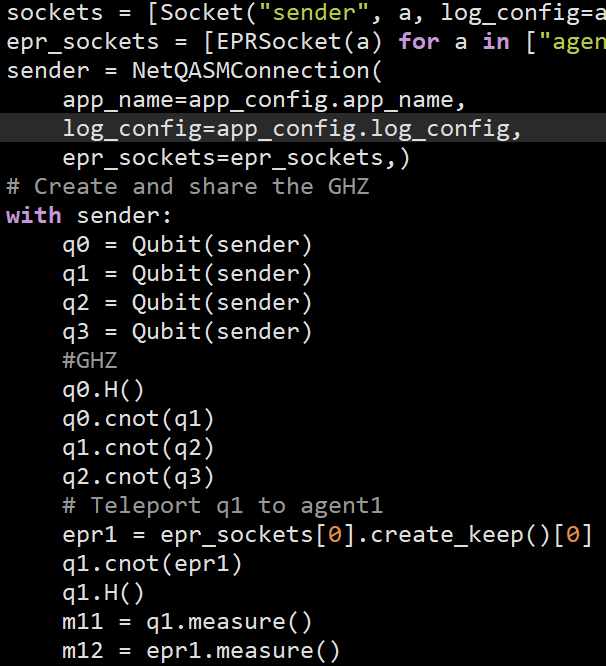 sockets = [Socket("sender", a, log_config=a
epr_sockets = [EPRSocket(a) for a in ["agen
sender = NetQASMConnection(
    app_name=app_config.app_name,
    log_config=app_config.log_config,
    epr_sockets=epr_sockets,)
# Create and share the GHZ
with sender:
    q0 = Qubit(sender)
    q1 = Qubit(sender)
    q2 = Qubit(sender)
    q3 = Qubit(sender)
    #GHZ
    q0.H()
    q0.cnot(q1)
    q1.cnot(q2)
    q2.cnot(q3)
    # Teleport q1 to agent1
    epr1 = epr_sockets[0].create_keep()[0]
    q1.cnot(epr1)
    q1.H()
    m11 = q1.measure()
    m12 = epr1.measure()